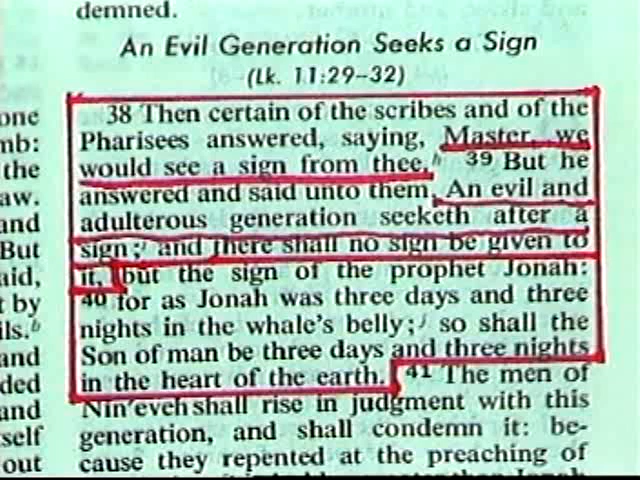 demned.
An Evil Generation Seeks a Sign
(Lk. 11:29–32)
one
mb:
the
aw.
and
But
aid,
t by
ils.ᵇ
and
ded
and
self
out
38 Then certain of the scribes and of the
Pharisees answered, saying, Master, we
would see a sign from thee.ʰ 39 But he
answered and said unto them, An evil and
adulterous generation seeketh after a
sign;ⁱ and there shall no sign be given to
it, but the sign of the prophet Jonah:
40 for as Jonah was three days and three
nights in the whale's belly;ʲ so shall the
Son of man be three days and three nights
in the heart of the earth. 41 The men of
Nin'eveh shall rise in judgment with this
generation, and shall condemn it: be-
cause they repented at the preaching of